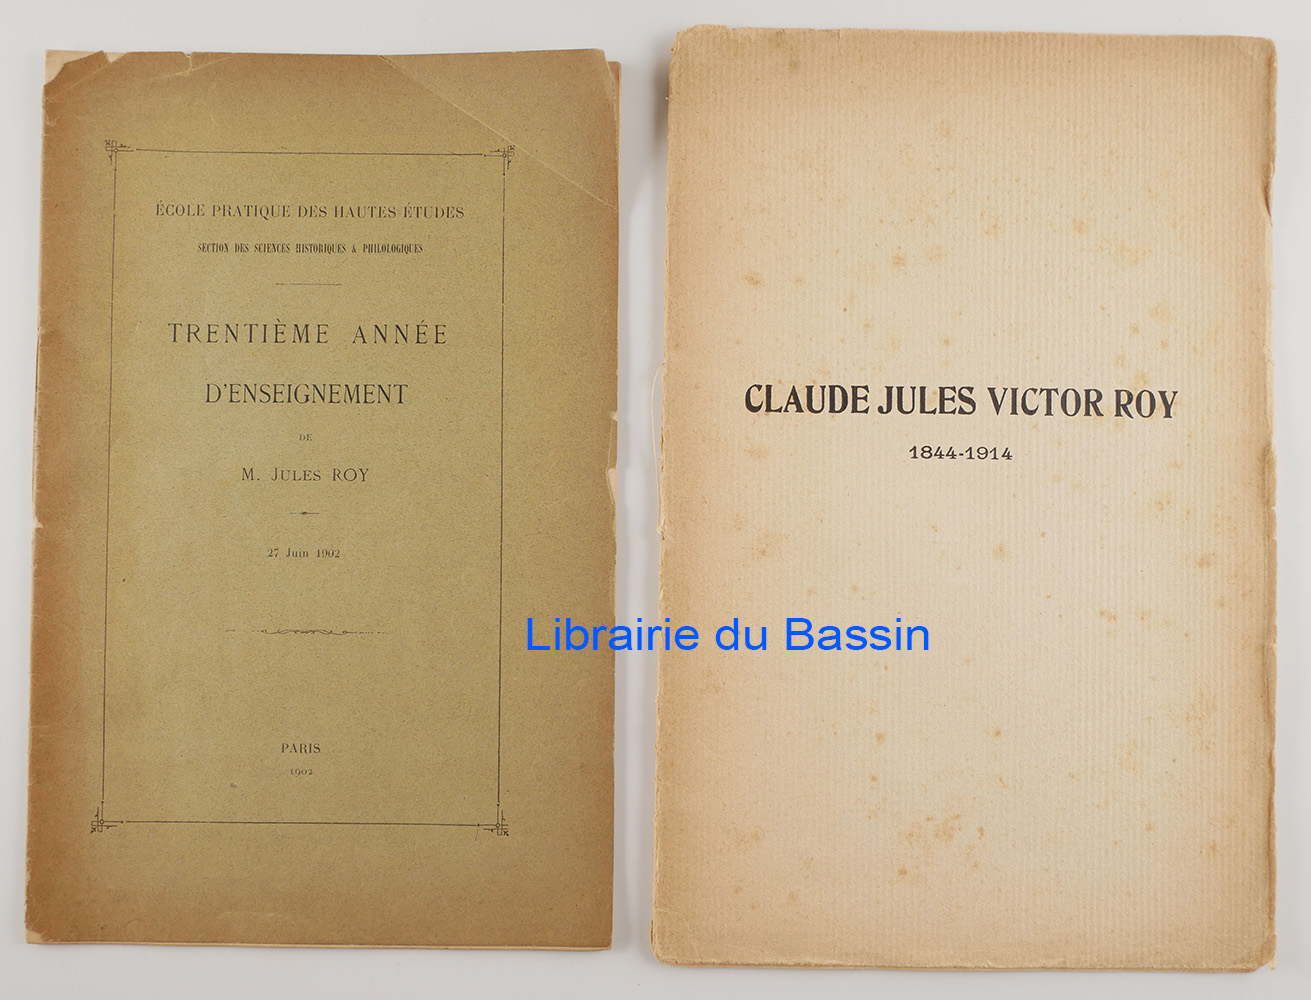 ÉCOLE PRATIQUE DES HAUTES ÉTUDES
SECTION DES SCIENCES HISTORIQUES & PHILOLOGIQUES
TRENTIÈME ANNÉE
D'ENSEIGNEMENT
DE
M. JULES ROY
27 Juin 1902
PARIS
1902
CLAUDE JULES VICTOR ROY
1844-1914
Librairie du Bassin